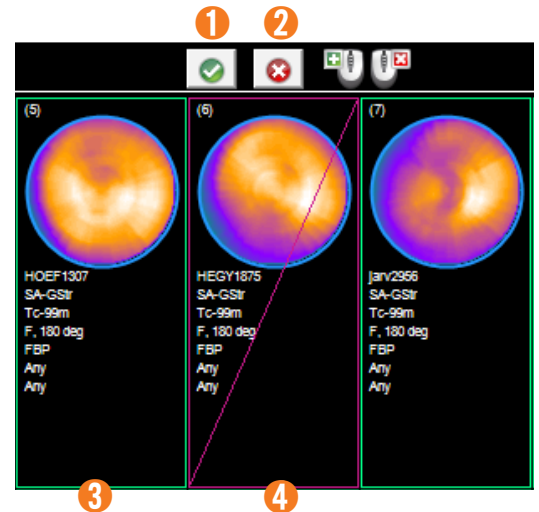 1 2
(5) (6) (7)
HOEF1307 HEGY1875 jarv2956
SA-GStr SA-GStr SA-GStr
Tc-99m Tc-99m Tc-99m
F, 180 deg F, 180 deg F, 180 deg
FBP FBP FBP
Any Any Any
Any Any Any
3 4